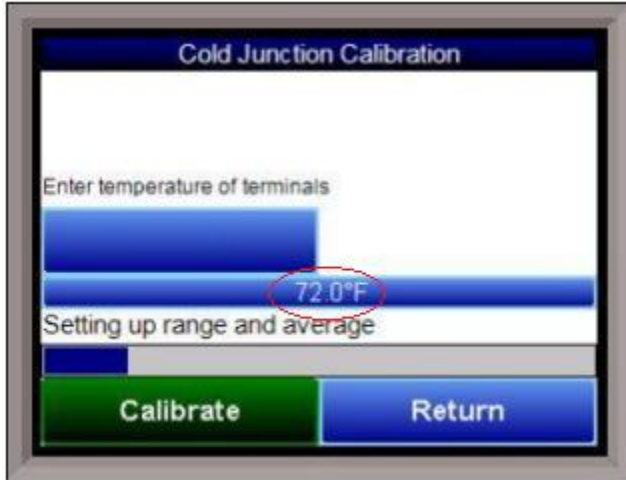 Cold Junction Calibration
Enter temperature of terminals
72.0°F
Setting up range and average
Calibrate
Return